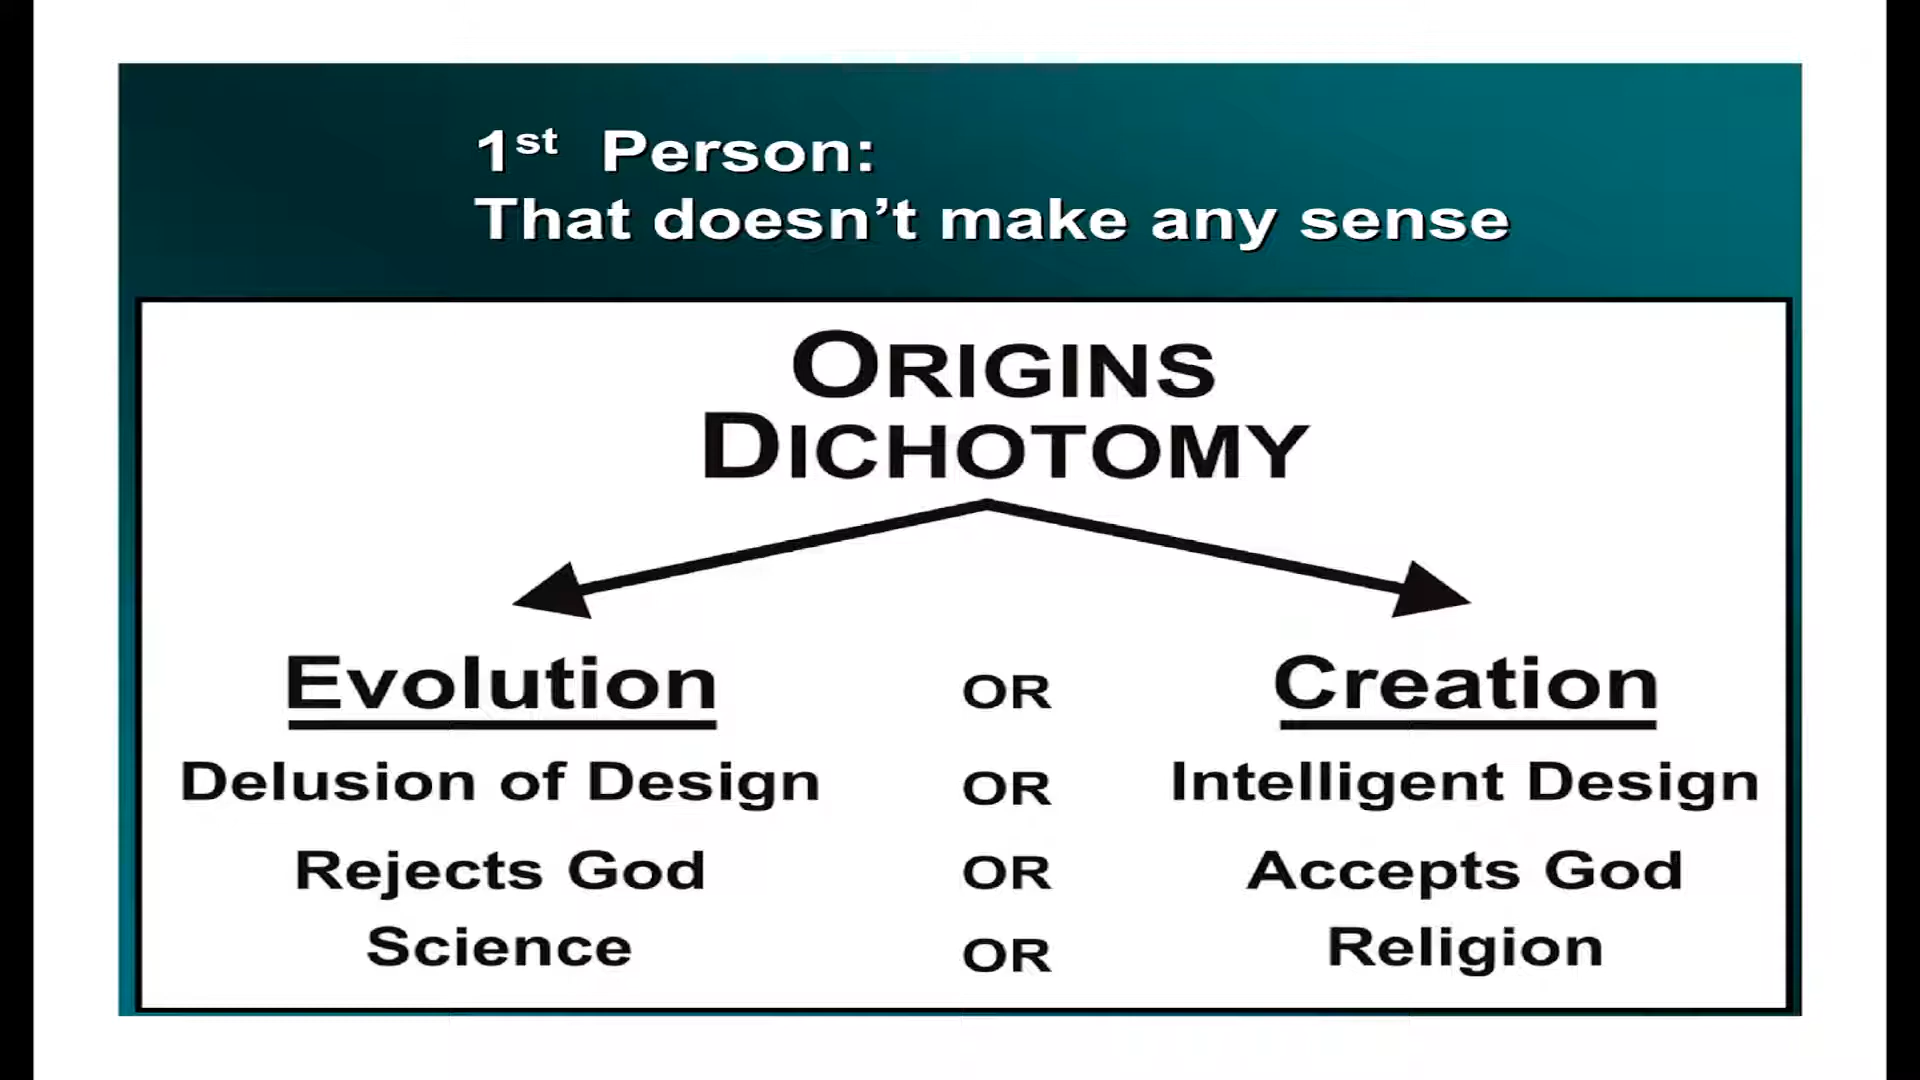 1st Person:
That doesn’t make any sense
ORIGINS
DICHOTOMY
Evolution OR Creation
Delusion of Design OR Intelligent Design
Rejects God OR Accepts God
Science OR Religion